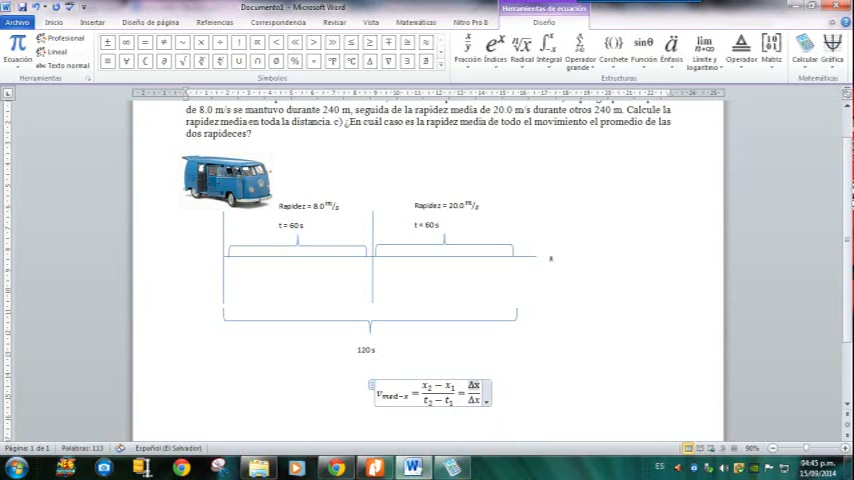 Documento1 - Microsoft Word
Herramientas de ecuación
Archivo Inicio Insertar Diseño de página Referencias Correspondencia Revisar Vista Matemáticas Nitro Pro 8 Diseño
π Ecuación
Profesional
Lineal
abc Texto normal
± ∞ = ≠ ~ × ÷ ! ∝ < ≪ > ≫ ≤ ≥ ∓ ≅ ≈
Fracción Índices Radical Integral Operador grande Corchete Función Énfasis Límite y logaritmo Operador Matriz
Calcular Gráfica
Herramientas Símbolos Estructuras Matemáticas
de 8.0 m/s se mantuvo durante 240 m, seguida de la rapidez media de 20.0 m/s durante otros 240 m. Calcule la
rapidez media en toda la distancia. c) ¿En cuál caso es la rapidez media de todo el movimiento el promedio de las
dos rapideces?
Rapidez = 8.0 m/s
Rapidez = 20.0 m/s
t = 60 s
t = 60 s
x
120 s
v_med-x = (x₂ − x₁)/(t₂ − t₁) = Δx/Δx
Página: 1 de 1 Palabras: 113 Español (El Salvador) 90%
ES 04:45 p.m.
15/09/2014